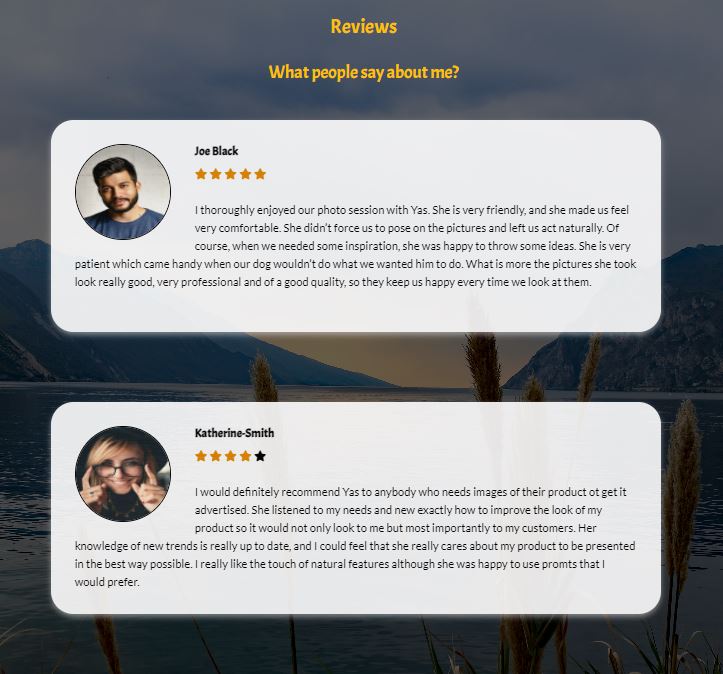 Reviews
What people say about me?
Joe Black
I thoroughly enjoyed our photo session with Yas. She is very friendly, and she made us feel
very comfortable. She didn't force us to pose on the pictures and left us act naturally. Of
course, when we needed some inspiration, she was happy to throw some ideas. She is very
patient which came handy when our dog wouldn't do what we wanted him to do. What is more the pictures she took
look really good, very professional and of a good quality, so they keep us happy every time we look at them.
Katherine-Smith
I would definitely recommend Yas to anybody who needs images of their product ot get it
advertised. She listened to my needs and new exactly how to improve the look of my
product so it would not only look to me but most importantly to my customers. Her
knowledge of new trends is really up to date, and I could feel that she really cares about my product to be presented
in the best way possible. I really like the touch of natural features although she was happy to use promts that I
would prefer.